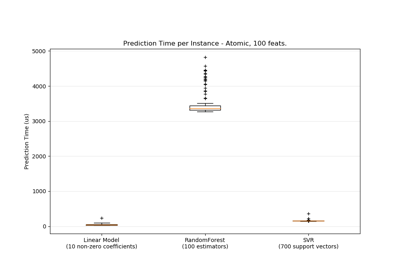 Prediction Time per Instance - Atomic, 100 feats.
5000
4000
3000
2000
1000
0
Prediction Time (us)
Linear Model
(10 non-zero coefficients)
RandomForest
(100 estimators)
SVR
(700 support vectors)